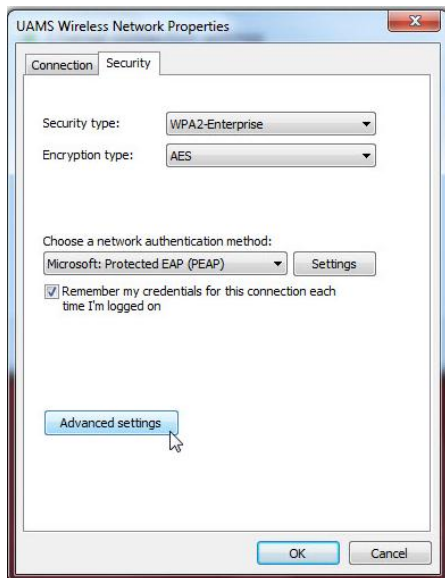 UAMS Wireless Network Properties
Connection
Security
Security type: WPA2-Enterprise
Encryption type: AES
Choose a network authentication method:
Microsoft: Protected EAP (PEAP) Settings
Remember my credentials for this connection each
time I'm logged on
Advanced settings
OK Cancel